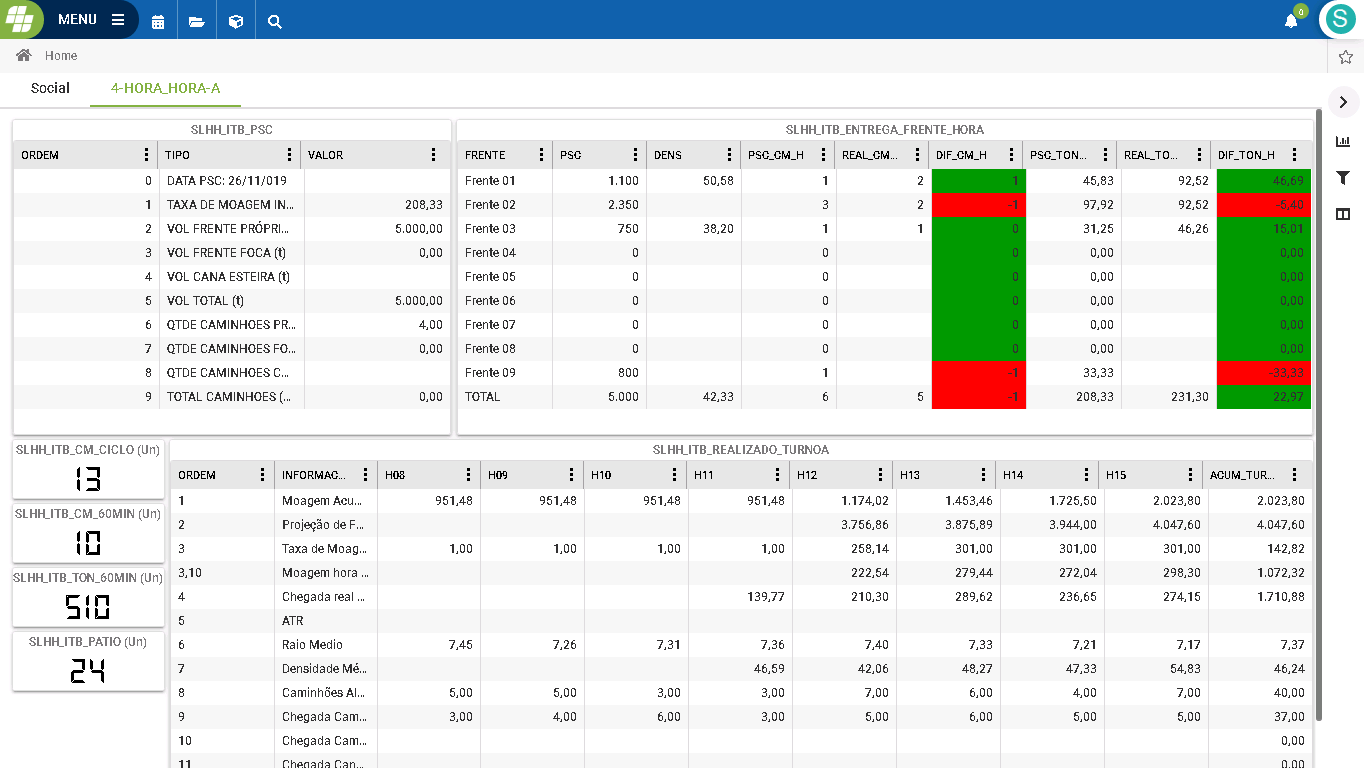 MENU
0
S
Home
Social 4-HORA_HORA-A
SLHH_ITB_PSC
ORDEM TIPO VALOR
0 DATA PSC: 26/11/019
1 TAXA DE MOAGEM IN... 208,33
2 VOL FRENTE PRÓPRI... 5.000,00
3 VOL FRENTE FOCA (t) 0,00
4 VOL CANA ESTEIRA (t)
5 VOL TOTAL (t) 5.000,00
6 QTDE CAMINHOES PR... 4,00
7 QTDE CAMINHOES FO... 0,00
8 QTDE CAMINHOES C...
9 TOTAL CAMINHOES (... 0,00
SLHH_ITB_ENTREGA_FRENTE_HORA
FRENTE PSC DENS PSC_CM_H REAL_CM... DIF_CM_H PSC_TON... REAL_TO... DIF_TON_H
Frente 01 1.100 50,58 1 2 1 45,83 92,52 46,69
Frente 02 2.350 3 2 -1 97,92 92,52 -5,40
Frente 03 750 38,20 1 1 0 31,25 46,26 15,01
Frente 04 0 0 0 0,00 0,00
Frente 05 0 0 0 0,00 0,00
Frente 06 0 0 0 0,00 0,00
Frente 07 0 0 0 0,00 0,00
Frente 08 0 0 0 0,00 0,00
Frente 09 800 1 -1 33,33 -33,33
TOTAL 5.000 42,33 6 5 -1 208,33 231,30 22,97
SLHH_ITB_CM_CICLO (Un)
13
SLHH_ITB_CM_60MIN (Un)
10
SLHH_ITB_TON_60MIN (Un)
510
SLHH_ITB_PATIO (Un)
24
SLHH_ITB_REALIZADO_TURNOA
ORDEM INFORMAC... H08 H09 H10 H11 H12 H13 H14 H15 ACUM_TUR...
1 Moagem Acu... 951,48 951,48 951,48 951,48 1.174,02 1.453,46 1.725,50 2.023,80 2.023,80
2 Projeção de F... 3.756,86 3.875,89 3.944,00 4.047,60 4.047,60
3 Taxa de Moag... 1,00 1,00 1,00 1,00 258,14 301,00 301,00 301,00 142,82
3,10 Moagem hora ... 222,54 279,44 272,04 298,30 1.072,32
4 Chegada real ... 139,77 210,30 289,62 236,65 274,15 1.710,88
5 ATR
6 Raio Medio 7,45 7,26 7,31 7,36 7,40 7,33 7,21 7,17 7,37
7 Densidade Mé... 46,59 42,06 48,27 47,33 54,83 46,24
8 Caminhões Al... 5,00 5,00 3,00 3,00 7,00 6,00 4,00 7,00 40,00
9 Chegada Cam... 3,00 4,00 6,00 3,00 5,00 6,00 5,00 5,00 37,00
10 Chegada Cam... 0,00
11 Chegada Can... 0,00